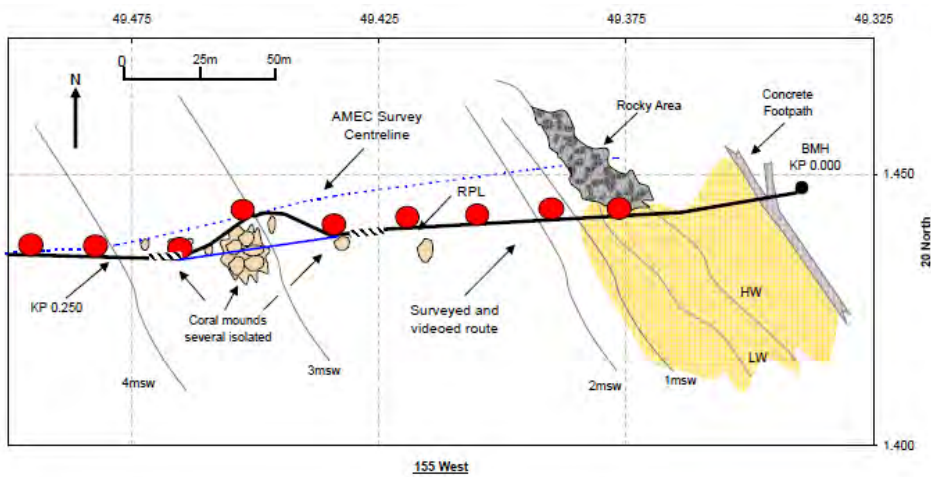 49.475
49.425
49.375
49.325
0
25m
50m
N
AMEC Survey
Centreline
Rocky Area
Concrete
Footpath
BMH
KP 0.000
1.450
RPL
20 North
KP 0.250
Coral mounds
several isolated
Surveyed and
videoed route
HW
LW
4msw
3msw
2msw
1msw
1.400
155 West